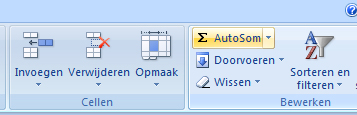 Σ AutoSom
Invoegen Verwijderen Opmaak
Doorvoeren
Wissen
Sorteren en
filteren
Cellen
Bewerken